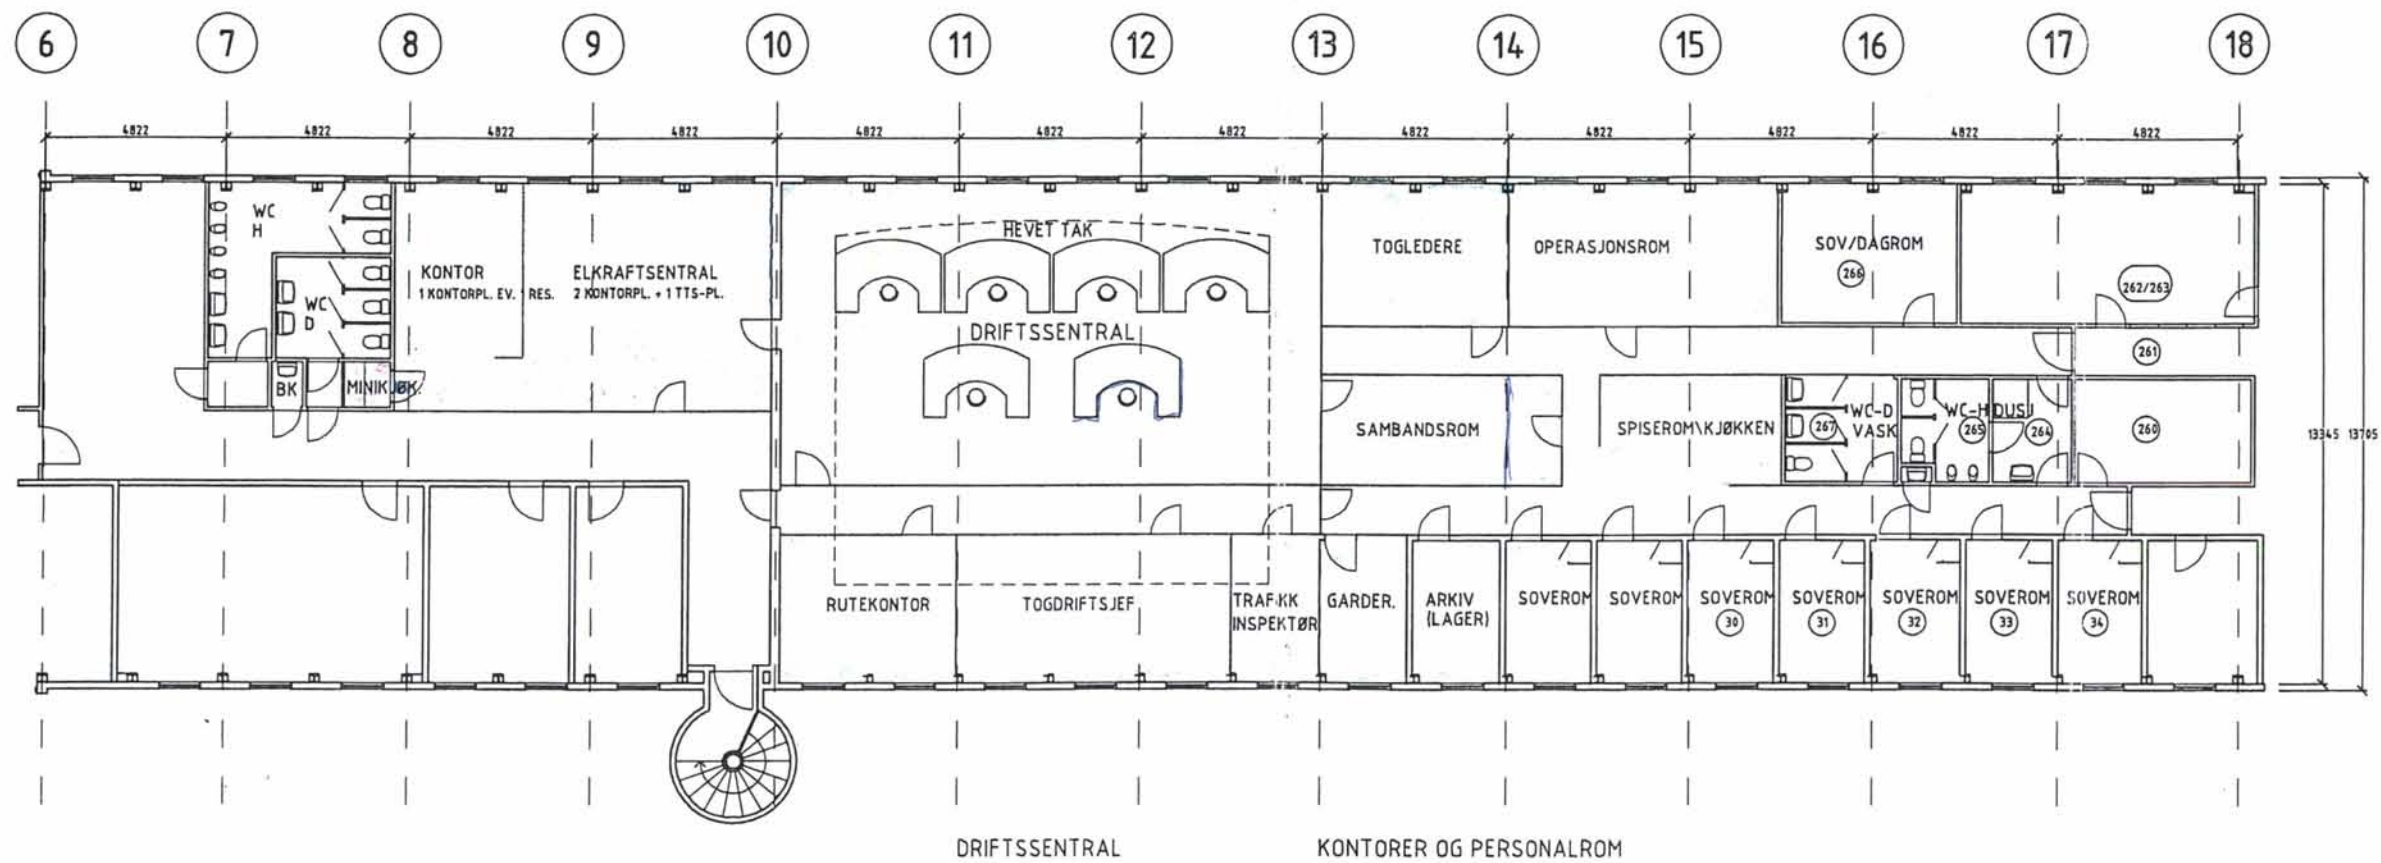 6 7 8 9 10 11 12 13 14 15 16 17 18
4822 4822 4822 4822 4822 4822 4822 4822 4822 4822 4822 4822
WC
H
WC
D
BK
MINIKJØK.
KONTOR
1 KONTORPL. EV. 1 RES.
ELKRAFTSENTRAL
2 KONTORPL. + 1 TTS-PL.
HEVET TAK
DRIFTSSENTRAL
TOGLEDERE
OPERASJONSROM
SOV/DAGROM
266
262/263
261
SAMBANDSROM
SPISEROM\KJØKKEN
267
WC-D
VASK
WC-H
265
DUSJ
264
260
13345 13705
RUTEKONTOR
TOGDRIFTSJEF
TRAFIKK
INSPEKTØR
GARDER.
ARKIV
(LAGER)
SOVEROM
SOVEROM
SOVEROM
30
SOVEROM
31
SOVEROM
32
SOVEROM
33
SOVEROM
34
DRIFTSSENTRAL
KONTORER OG PERSONALROM